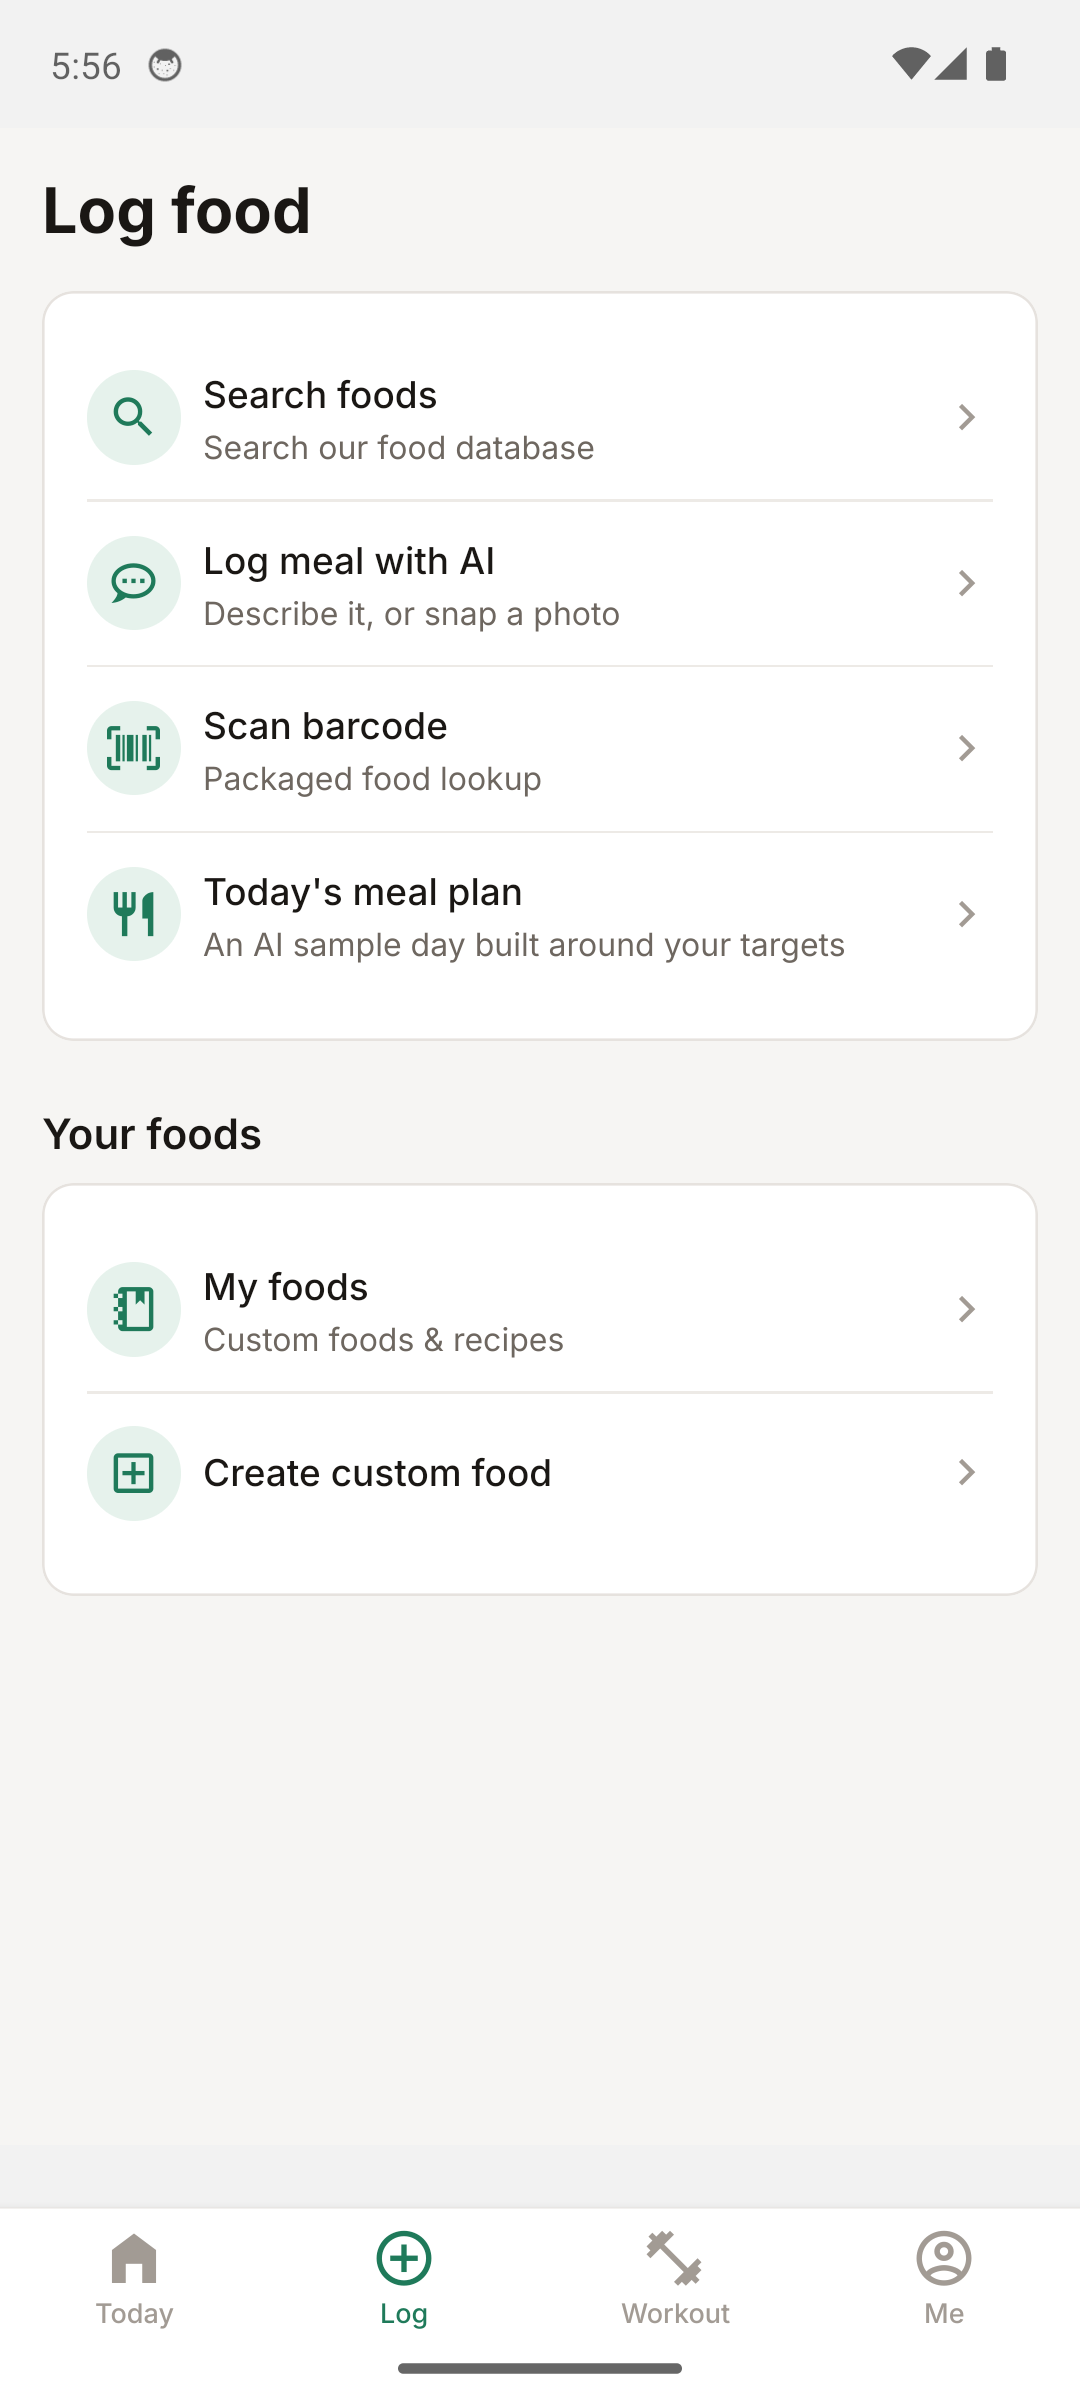 5:56
Log food
Search foods
Search our food database
Log meal with AI
Describe it, or snap a photo
Scan barcode
Packaged food lookup
Today's meal plan
An AI sample day built around your targets
Your foods
My foods
Custom foods & recipes
Create custom food
Today
Log
Workout
Me